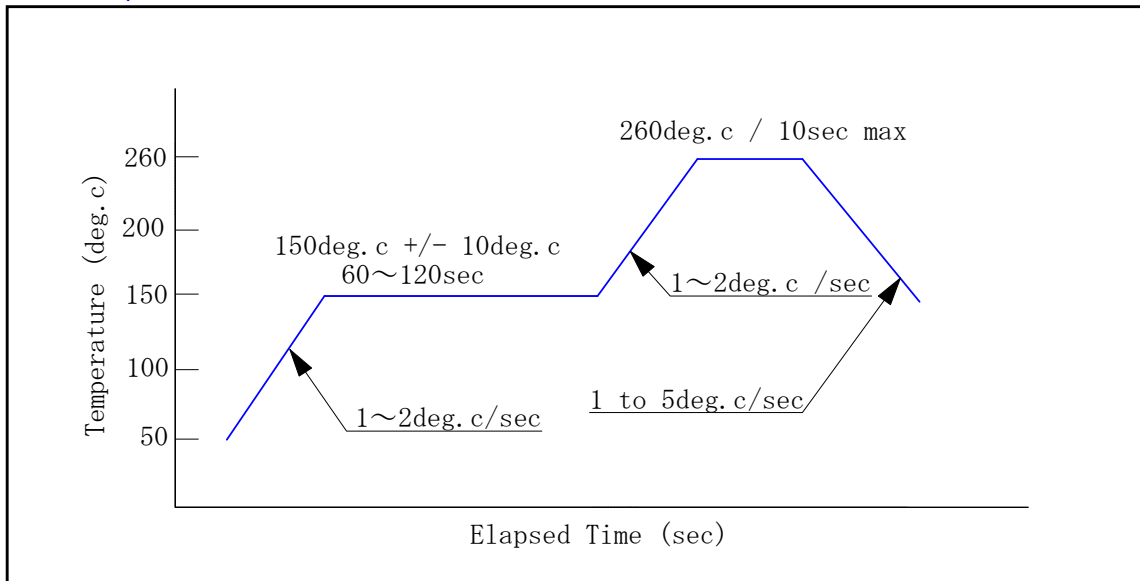 260deg.c / 10sec max
260
200
150deg.c +/- 10deg.c
60～120sec
150
1～2deg.c /sec
100
1 to 5deg.c/sec
1～2deg.c/sec
50
Temperature (deg.c)
Elapsed Time (sec)